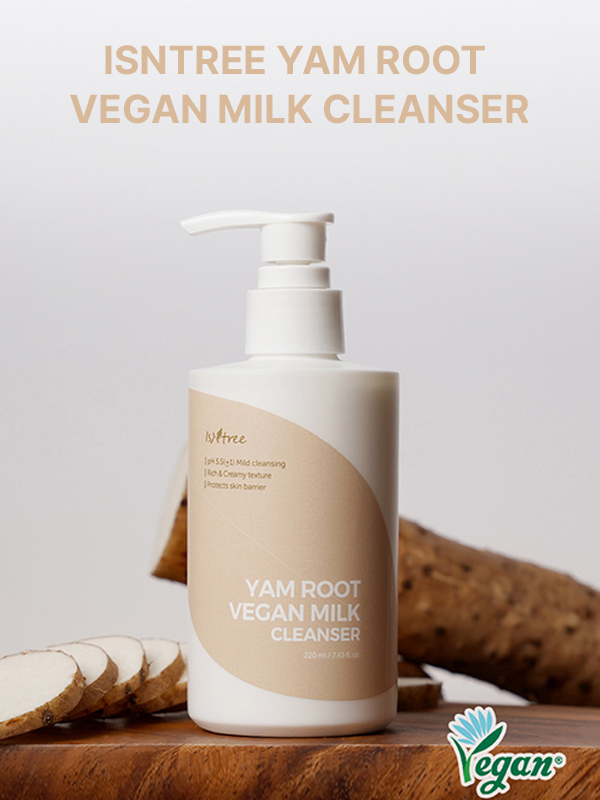 ISNTREE YAM ROOT
VEGAN MILK CLEANSER
Isntree
pH 5.5(±1) Mild cleansing
Rich & Creamy texture
Protects skin barrier
YAM ROOT
VEGAN MILK
CLEANSER
220 ml / 7.43 fl. oz
Vegan®